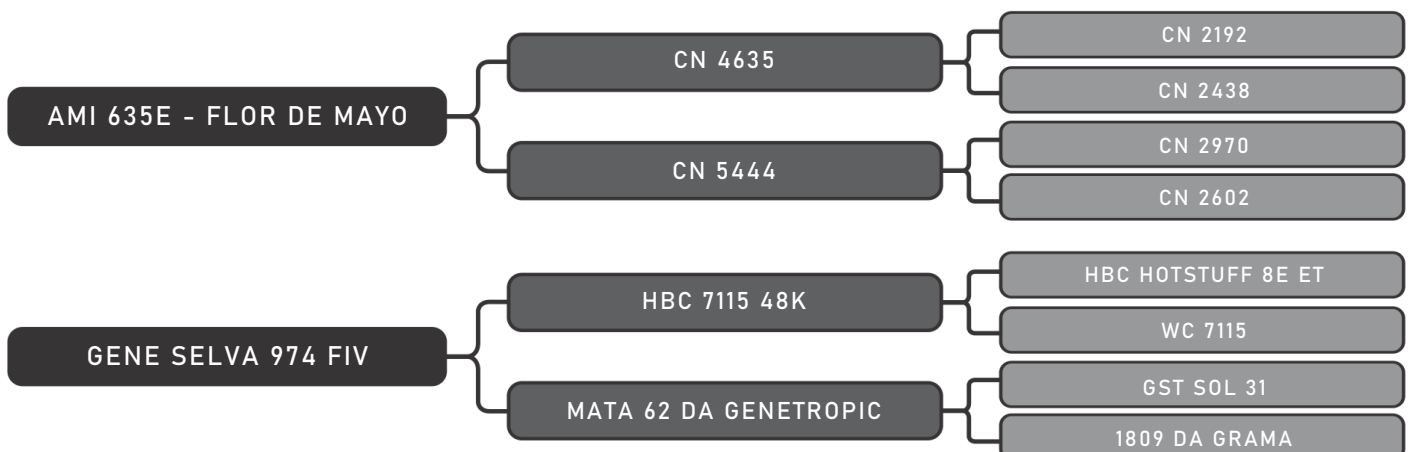 AMI 635E - FLOR DE MAYO
CN 4635
CN 2192
CN 2438
CN 5444
CN 2970
CN 2602
GENE SELVA 974 FIV
HBC 7115 48K
HBC HOTSTUFF 8E ET
WC 7115
MATA 62 DA GENETROPIC
GST SOL 31
1809 DA GRAMA